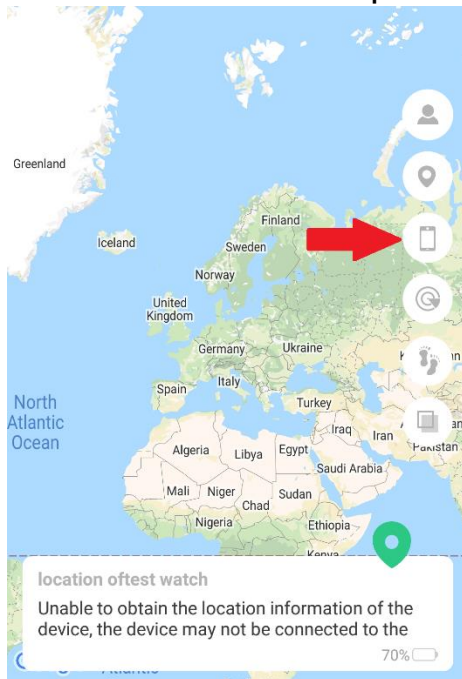 Greenland
Iceland
Finland
Sweden
Norway
United
Kingdom
Germany
Ukraine
Spain
Italy
Turkey
North
Atlantic
Ocean
Algeria
Libya
Egypt
Iraq
Iran
Pakistan
Saudi Arabia
Mali
Niger
Chad
Sudan
Nigeria
Ethiopia
Kenya
location oftest watch
Unable to obtain the location information of the
device, the device may not be connected to the
70%